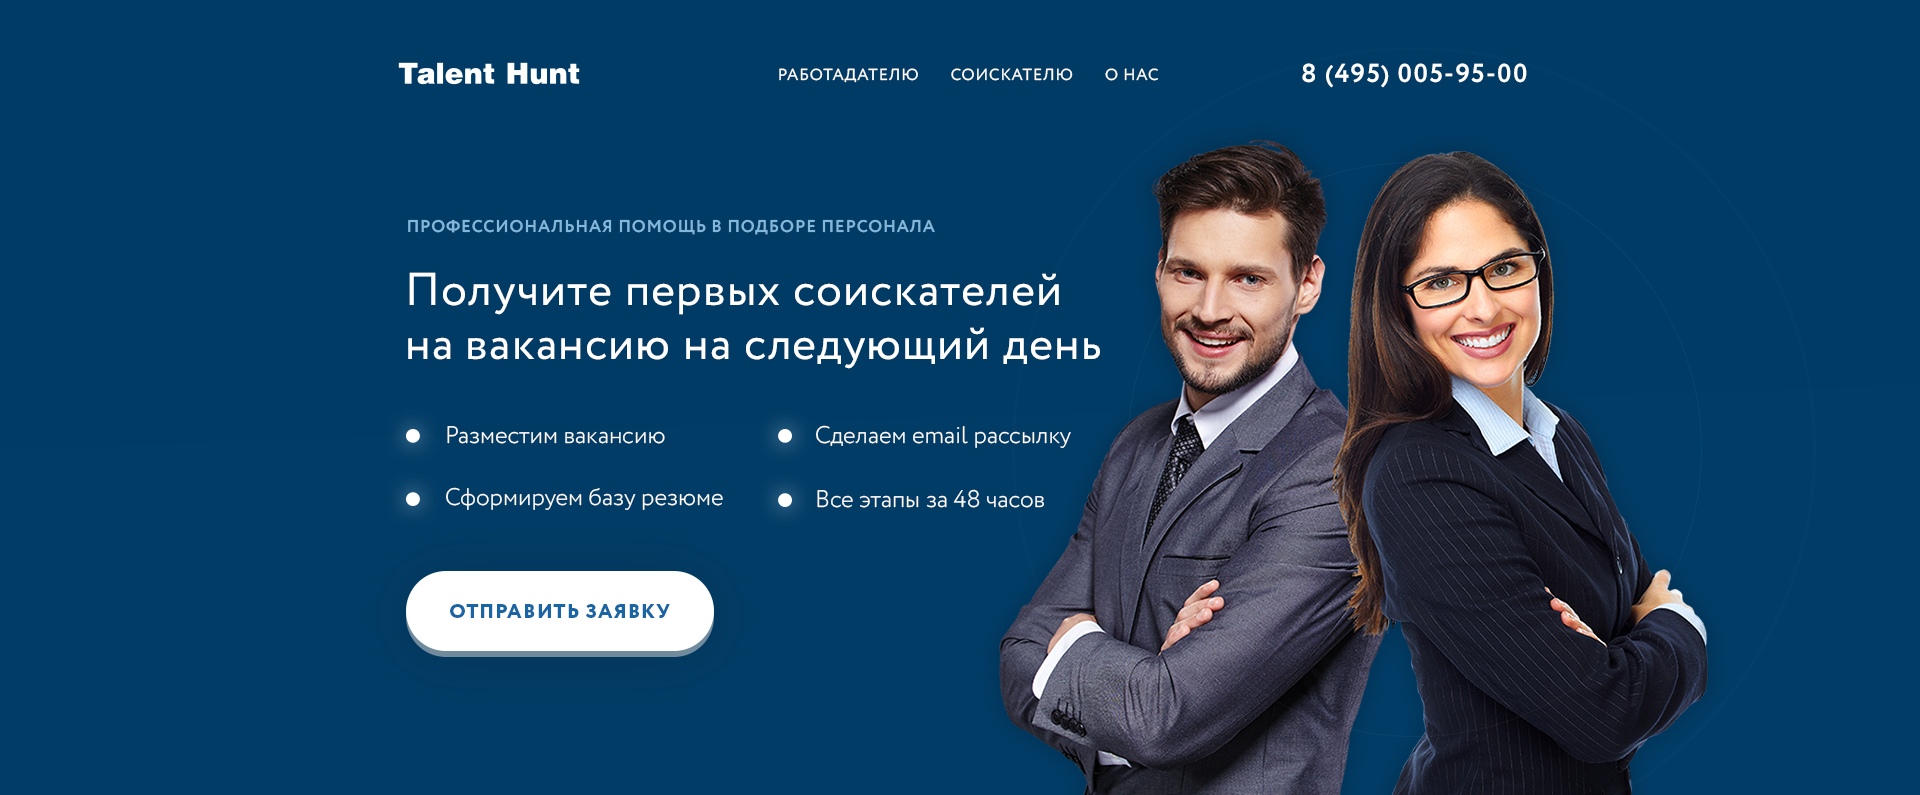 Talent Hunt
РАБОТАДАТЕЛЮ СОИСКАТЕЛЮ О НАС
8 (495) 005-95-00
ПРОФЕССИОНАЛЬНАЯ ПОМОЩЬ В ПОДБОРЕ ПЕРСОНАЛА
Получите первых соискателей
на вакансию на следующий день
Разместим вакансию
Сделаем email рассылку
Сформируем базу резюме
Все этапы за 48 часов
ОТПРАВИТЬ ЗАЯВКУ